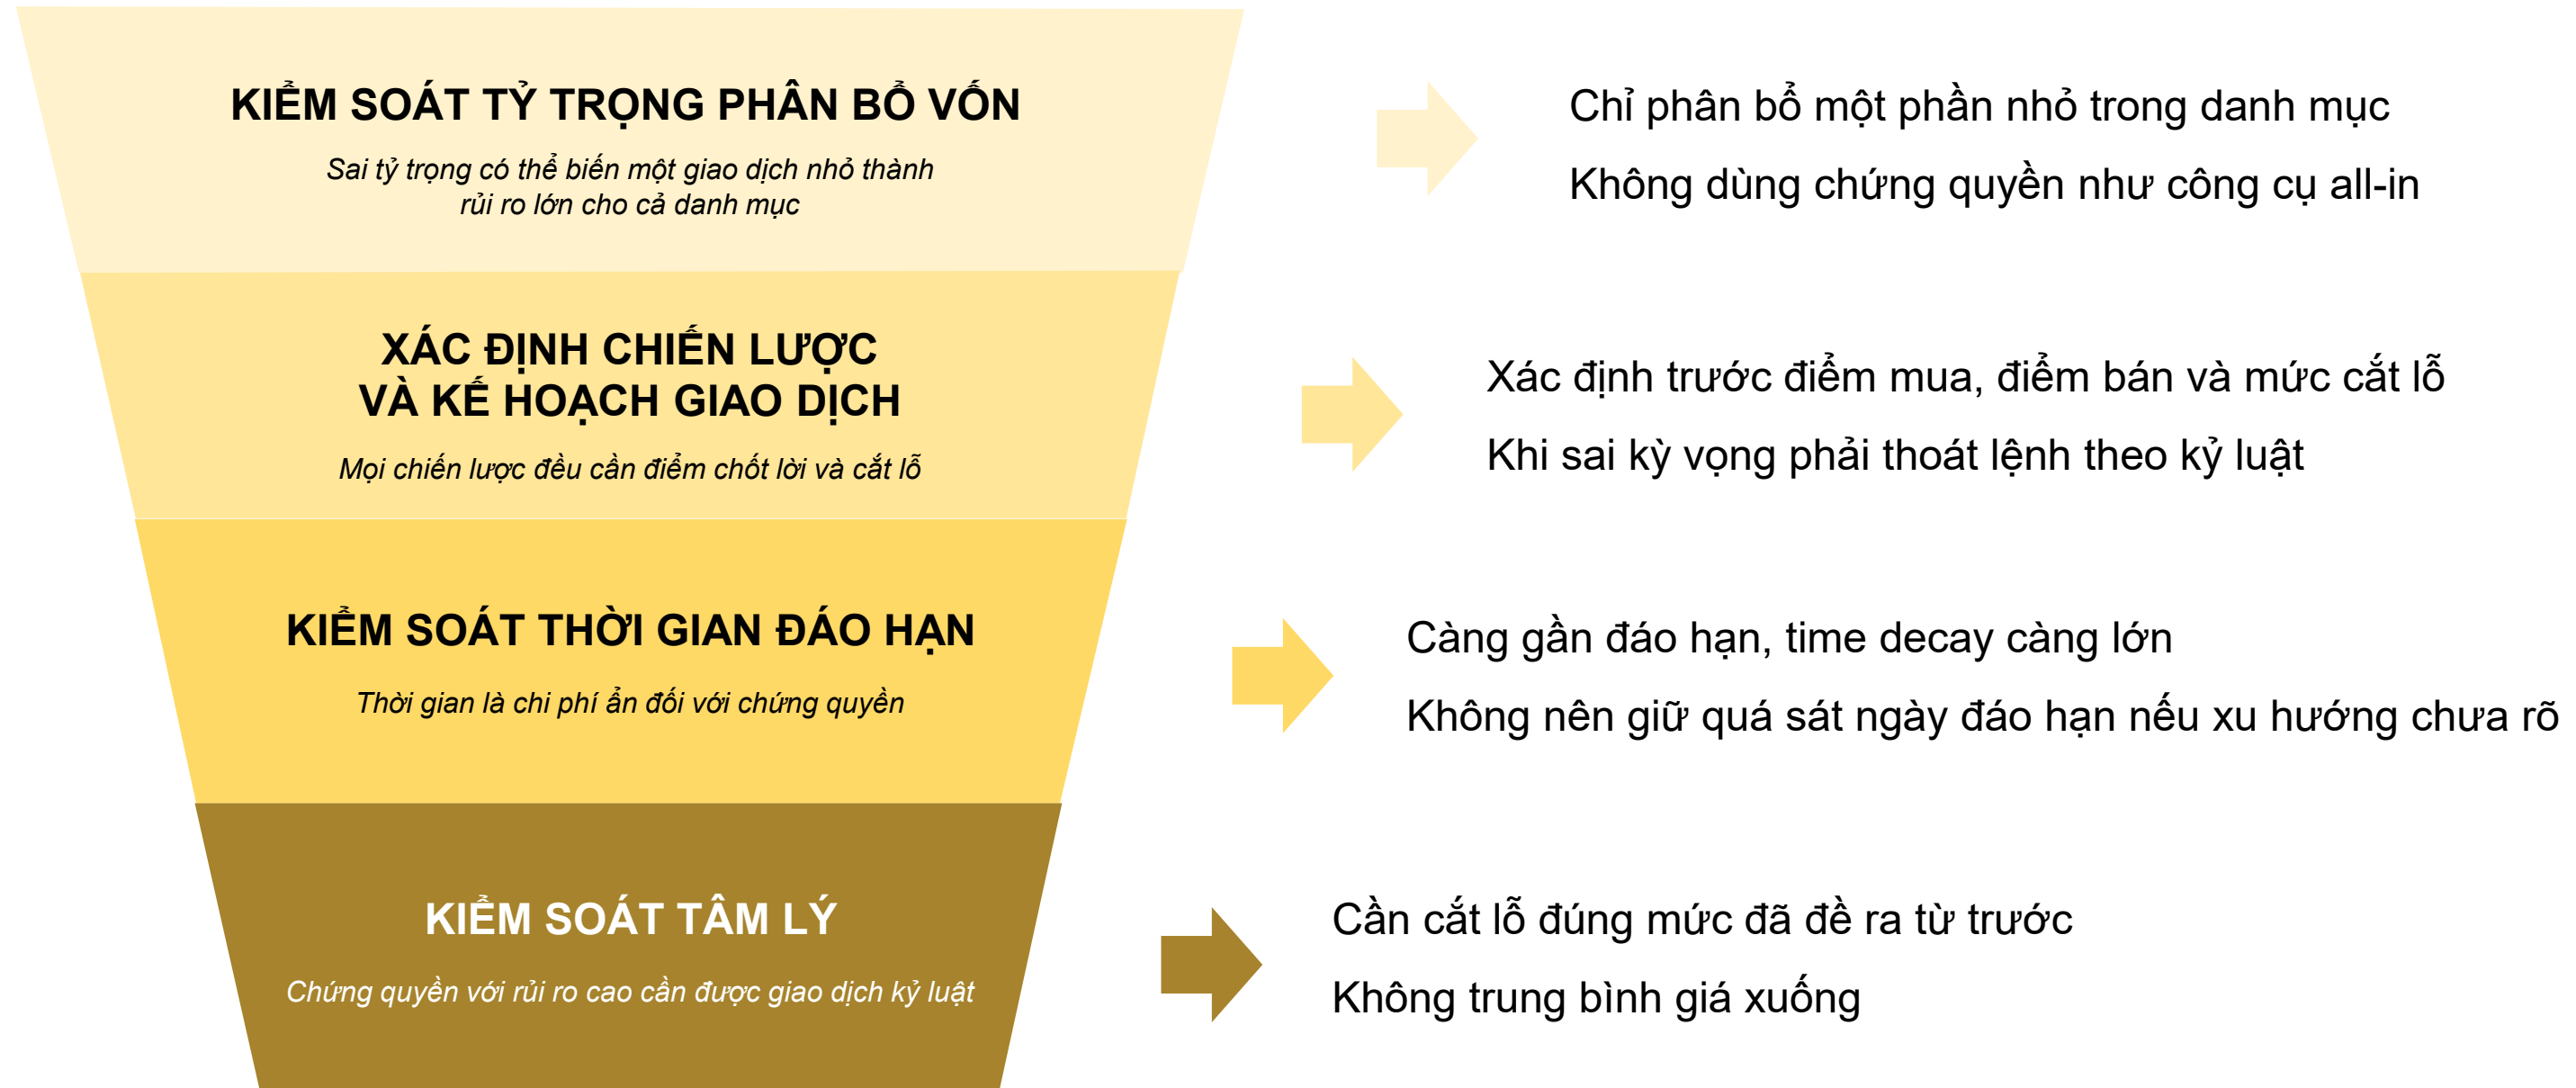 KIỂM SOÁT TỶ TRỌNG PHÂN BỔ VỐN
Sai tỷ trọng có thể biến một giao dịch nhỏ thành
rủi ro lớn cho cả danh mục
Chỉ phân bổ một phần nhỏ trong danh mục
Không dùng chứng quyền như công cụ all-in
XÁC ĐỊNH CHIẾN LƯỢC
VÀ KẾ HOẠCH GIAO DỊCH
Mọi chiến lược đều cần điểm chốt lời và cắt lỗ
Xác định trước điểm mua, điểm bán và mức cắt lỗ
Khi sai kỳ vọng phải thoát lệnh theo kỷ luật
KIỂM SOÁT THỜI GIAN ĐÁO HẠN
Thời gian là chi phí ẩn đối với chứng quyền
Càng gần đáo hạn, time decay càng lớn
Không nên giữ quá sát ngày đáo hạn nếu xu hướng chưa rõ
KIỂM SOÁT TÂM LÝ
Chứng quyền với rủi ro cao cần được giao dịch kỷ luật
Cần cắt lỗ đúng mức đã đề ra từ trước
Không trung bình giá xuống